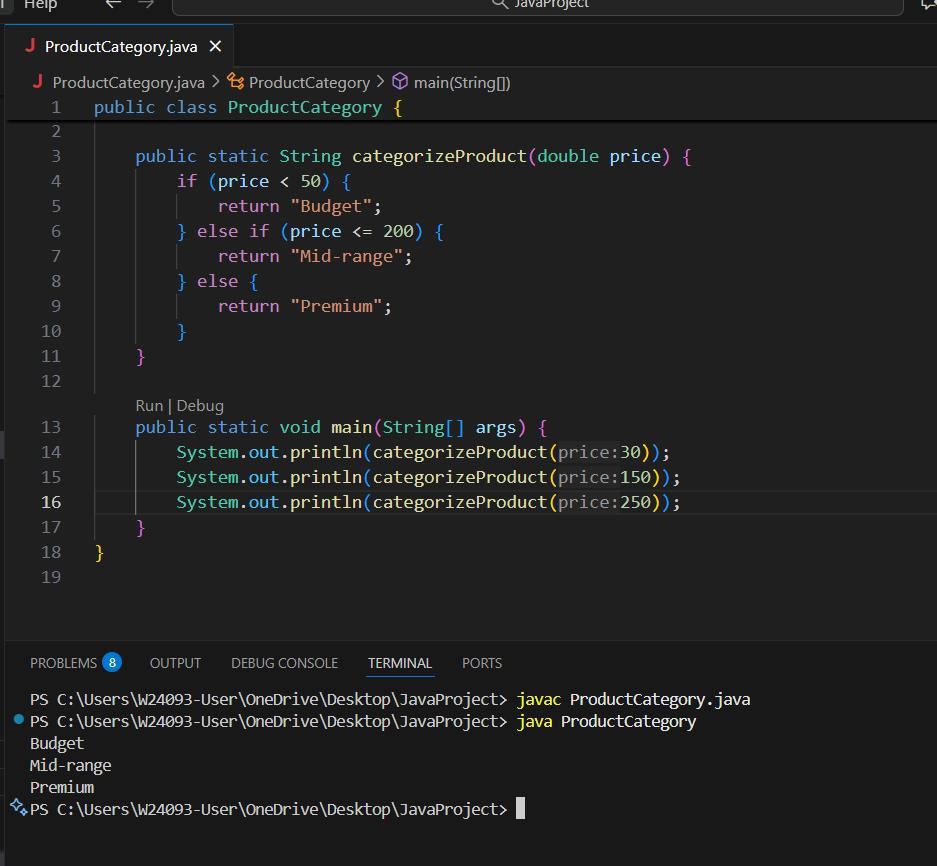 Help JavaProject
ProductCategory.java
ProductCategory.java > ProductCategory > main(String[])
1 public class ProductCategory {
2
3 public static String categorizeProduct(double price) {
4 if (price < 50) {
5 return "Budget";
6 } else if (price <= 200) {
7 return "Mid-range";
8 } else {
9 return "Premium";
10 }
11 }
12
Run | Debug
13 public static void main(String[] args) {
14 System.out.println(categorizeProduct(price:30));
15 System.out.println(categorizeProduct(price:150));
16 System.out.println(categorizeProduct(price:250));
17 }
18 }
19
PROBLEMS 8 OUTPUT DEBUG CONSOLE TERMINAL PORTS
PS C:\Users\W24093-User\OneDrive\Desktop\JavaProject> javac ProductCategory.java
PS C:\Users\W24093-User\OneDrive\Desktop\JavaProject> java ProductCategory
Budget
Mid-range
Premium
PS C:\Users\W24093-User\OneDrive\Desktop\JavaProject>